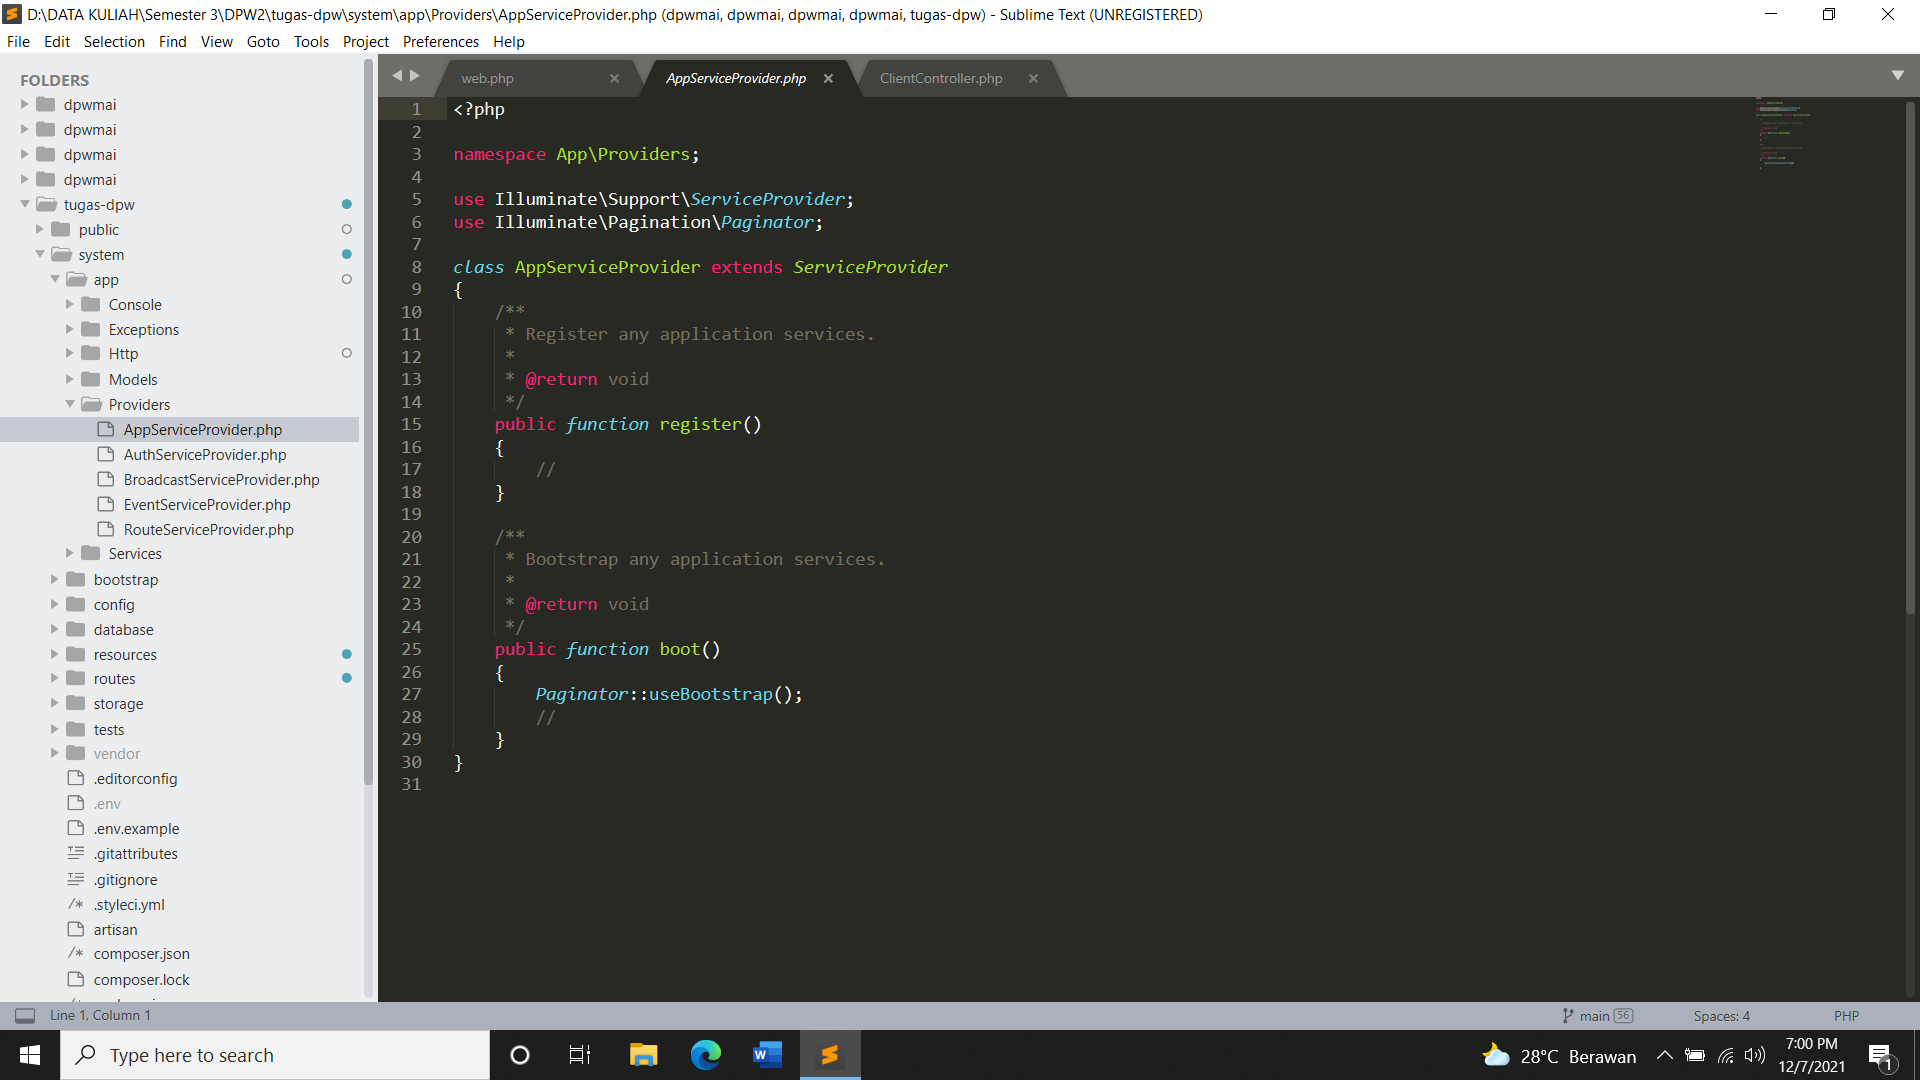 D:\DATA KULIAH\Semester 3\DPW2\tugas-dpw\system\app\Providers\AppServiceProvider.php (dpwmai, dpwmai, dpwmai, dpwmai, tugas-dpw) - Sublime Text (UNREGISTERED)
File Edit Selection Find View Goto Tools Project Preferences Help
FOLDERS
dpwmai
dpwmai
dpwmai
dpwmai
tugas-dpw
public
system
app
Console
Exceptions
Http
Models
Providers
AppServiceProvider.php
AuthServiceProvider.php
BroadcastServiceProvider.php
EventServiceProvider.php
RouteServiceProvider.php
Services
bootstrap
config
database
resources
routes
storage
tests
vendor
.editorconfig
.env
.env.example
.gitattributes
.gitignore
.styleci.yml
artisan
composer.json
composer.lock
web.php AppServiceProvider.php ClientController.php
1 <?php
2
3 namespace App\Providers;
4
5 use Illuminate\Support\ServiceProvider;
6 use Illuminate\Pagination\Paginator;
7
8 class AppServiceProvider extends ServiceProvider
9 {
10     /**
11      * Register any application services.
12      *
13      * @return void
14      */
15     public function register()
16     {
17         //
18     }
19
20     /**
21      * Bootstrap any application services.
22      *
23      * @return void
24      */
25     public function boot()
26     {
27         Paginator::useBootstrap();
28         //
29     }
30 }
31
Line 1, Column 1 main 56 Spaces: 4 PHP
Type here to search 28°C Berawan 7:00 PM
12/7/2021 1